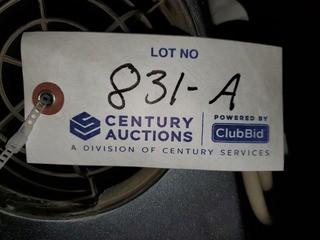 LOT NO
831-A
CENTURY AUCTIONS
POWERED BY
ClubBid
A DIVISION OF CENTURY SERVICES